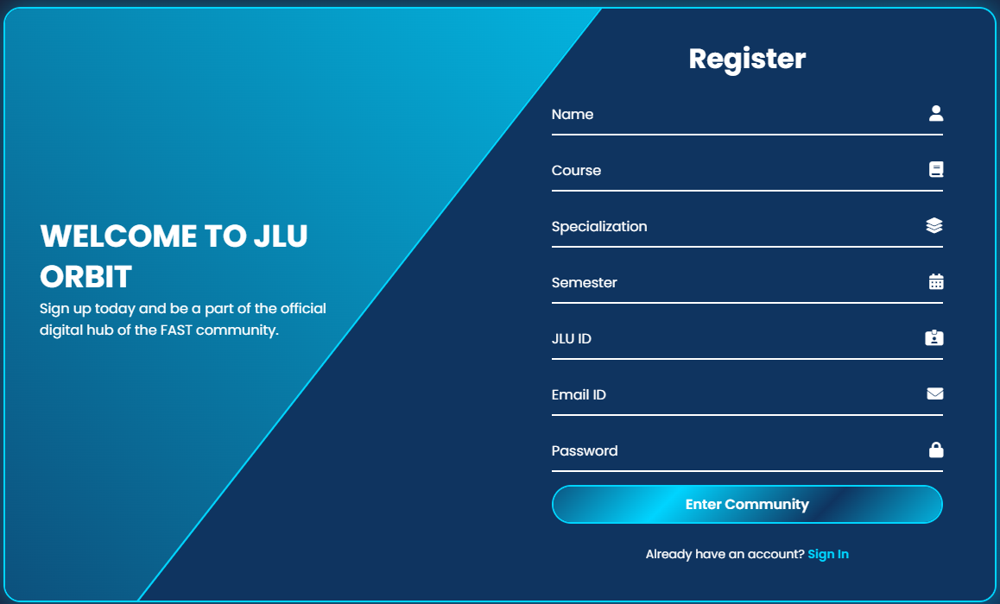 WELCOME TO JLU
ORBIT
Sign up today and be a part of the official
digital hub of the FAST community.
Register
Name
Course
Specialization
Semester
JLU ID
Email ID
Password
Enter Community
Already have an account? Sign In